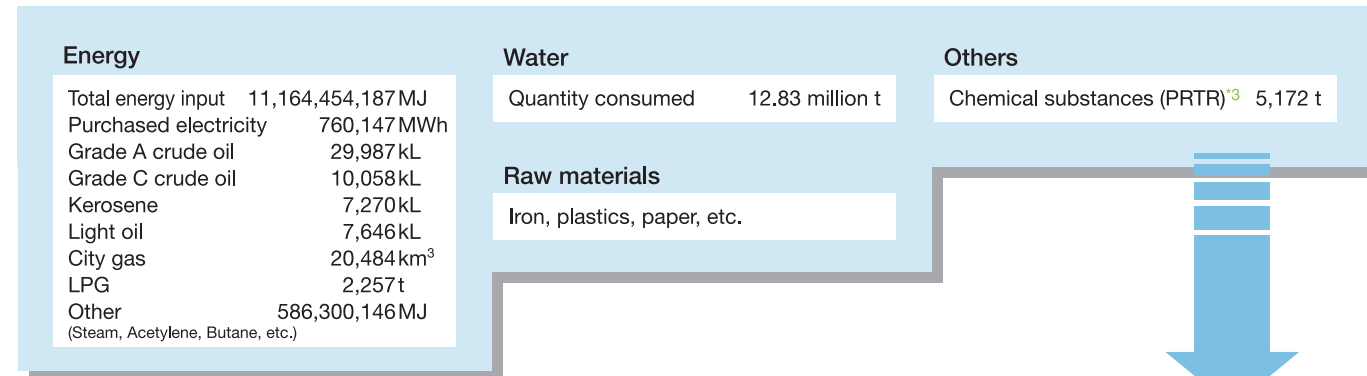 Energy
Total energy input 11,164,454,187 MJ
Purchased electricity 760,147 MWh
Grade A crude oil 29,987 kL
Grade C crude oil 10,058 kL
Kerosene 7,270 kL
Light oil 7,646 kL
City gas 20,484 km³
LPG 2,257 t
Other 586,300,146 MJ
(Steam, Acetylene, Butane, etc.)
Water
Quantity consumed 12.83 million t
Raw materials
Iron, plastics, paper, etc.
Others
Chemical substances (PRTR)*3 5,172 t